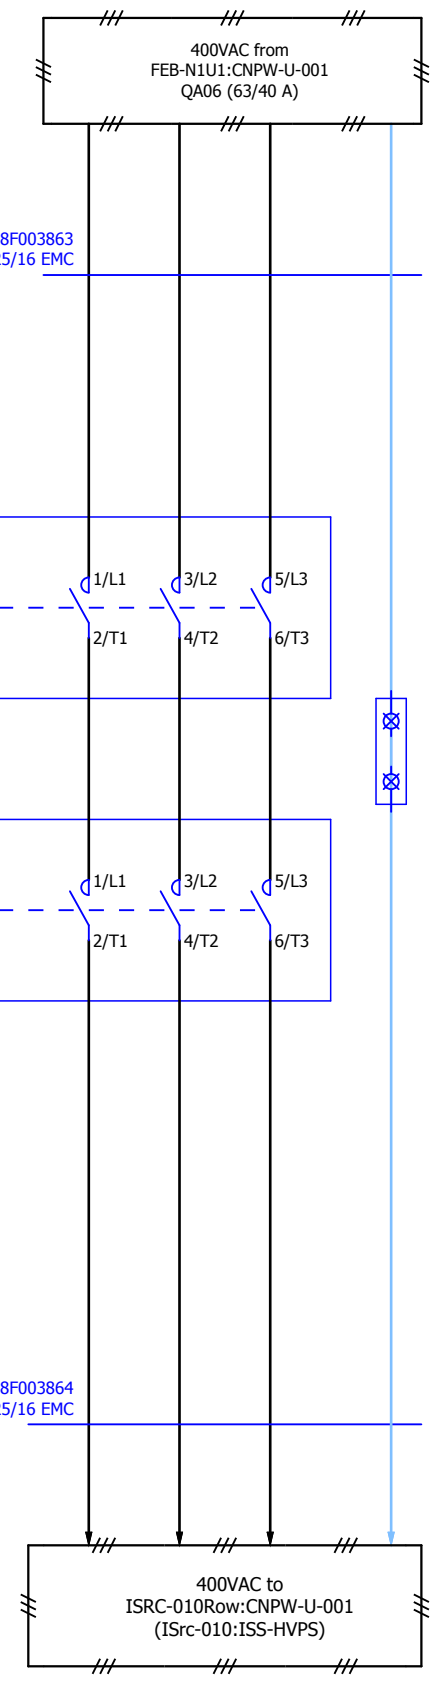 400VAC from
FEB-N1U1:CNPW-U-001
QA06 (63/40 A)
8F003863
5/16 EMC
1/L1 3/L2 5/L3
2/T1 4/T2 6/T3
1/L1 3/L2 5/L3
2/T1 4/T2 6/T3
8F003864
25/16 EMC
400VAC to
ISRC-010Row:CNPW-U-001
(ISrc-010:ISS-HVPS)